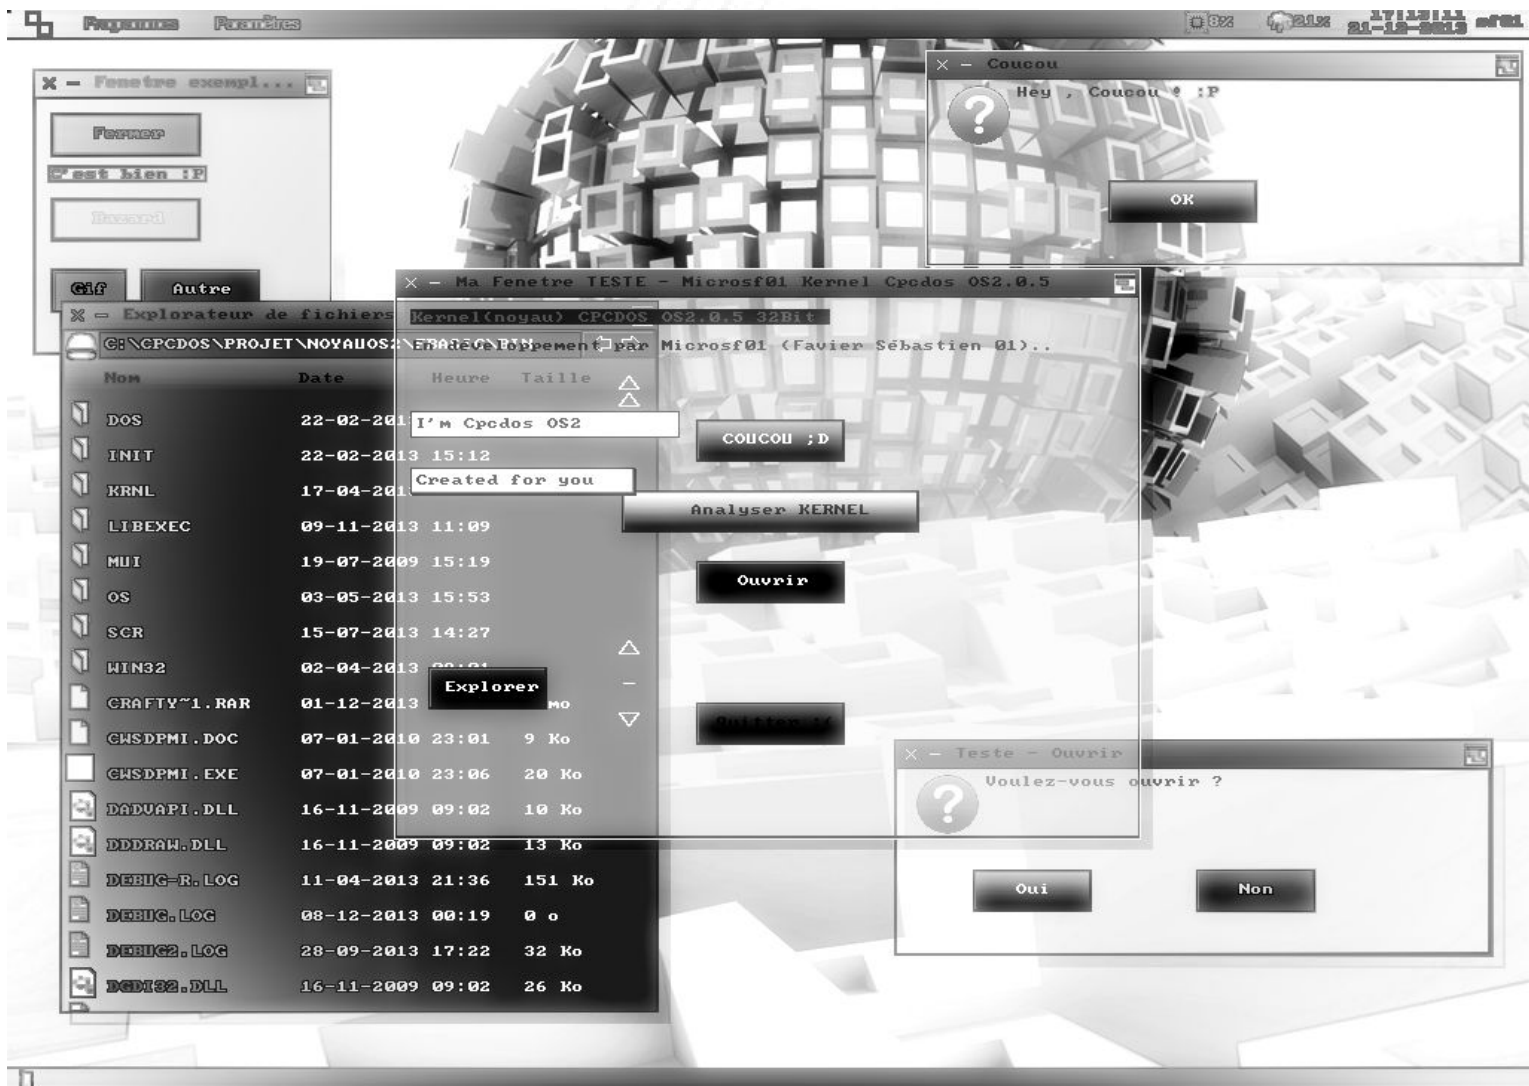 Programmes Paramètres 8% 21% 17:13:11 21-12-2013 sf01
Fenetre exempl...
Fermer
C'est bien :P
Hazard
Gif Autre
Coucou
Hey , Coucou ! :P
OK
Ma Fenetre TESTE - Microsf01 Kernel Cpcdos OS2.0.5
Kernel(noyau) CPCDOS OS2.0.5 32Bit
En développement par Microsf01 (Favier Sébastien 01)..
I'm Cpcdos OS2
Created for you
COUCOU ;D
Analyser KERNEL
Ouvrir
Explorer
Quitter :(
Explorateur de fichiers
C:\CPCDOS\PROJET\NOYAUOS2\FBASIC\BIN
Nom Date Heure Taille
DOS 22-02-201
INIT 22-02-2013 15:12
KRNL 17-04-201
LIBEXEC 09-11-2013 11:09
MUI 19-07-2009 15:19
OS 03-05-2013 15:53
SCR 15-07-2013 14:27
WIN32 02-04-2013
CRAFTY~1.RAR 01-12-2013 mo
CWSDPMI.DOC 07-01-2010 23:01 9 Ko
CWSDPMI.EXE 07-01-2010 23:06 20 Ko
DADVAPI.DLL 16-11-2009 09:02 10 Ko
DDDRAW.DLL 16-11-2009 09:02 13 Ko
DEBUG-R.LOG 11-04-2013 21:36 151 Ko
DEBUG.LOG 08-12-2013 00:19 0 o
DEBUG2.LOG 28-09-2013 17:22 32 Ko
DGDI32.DLL 16-11-2009 09:02 26 Ko
Teste - Ouvrir
Voulez-vous ouvrir ?
Oui Non